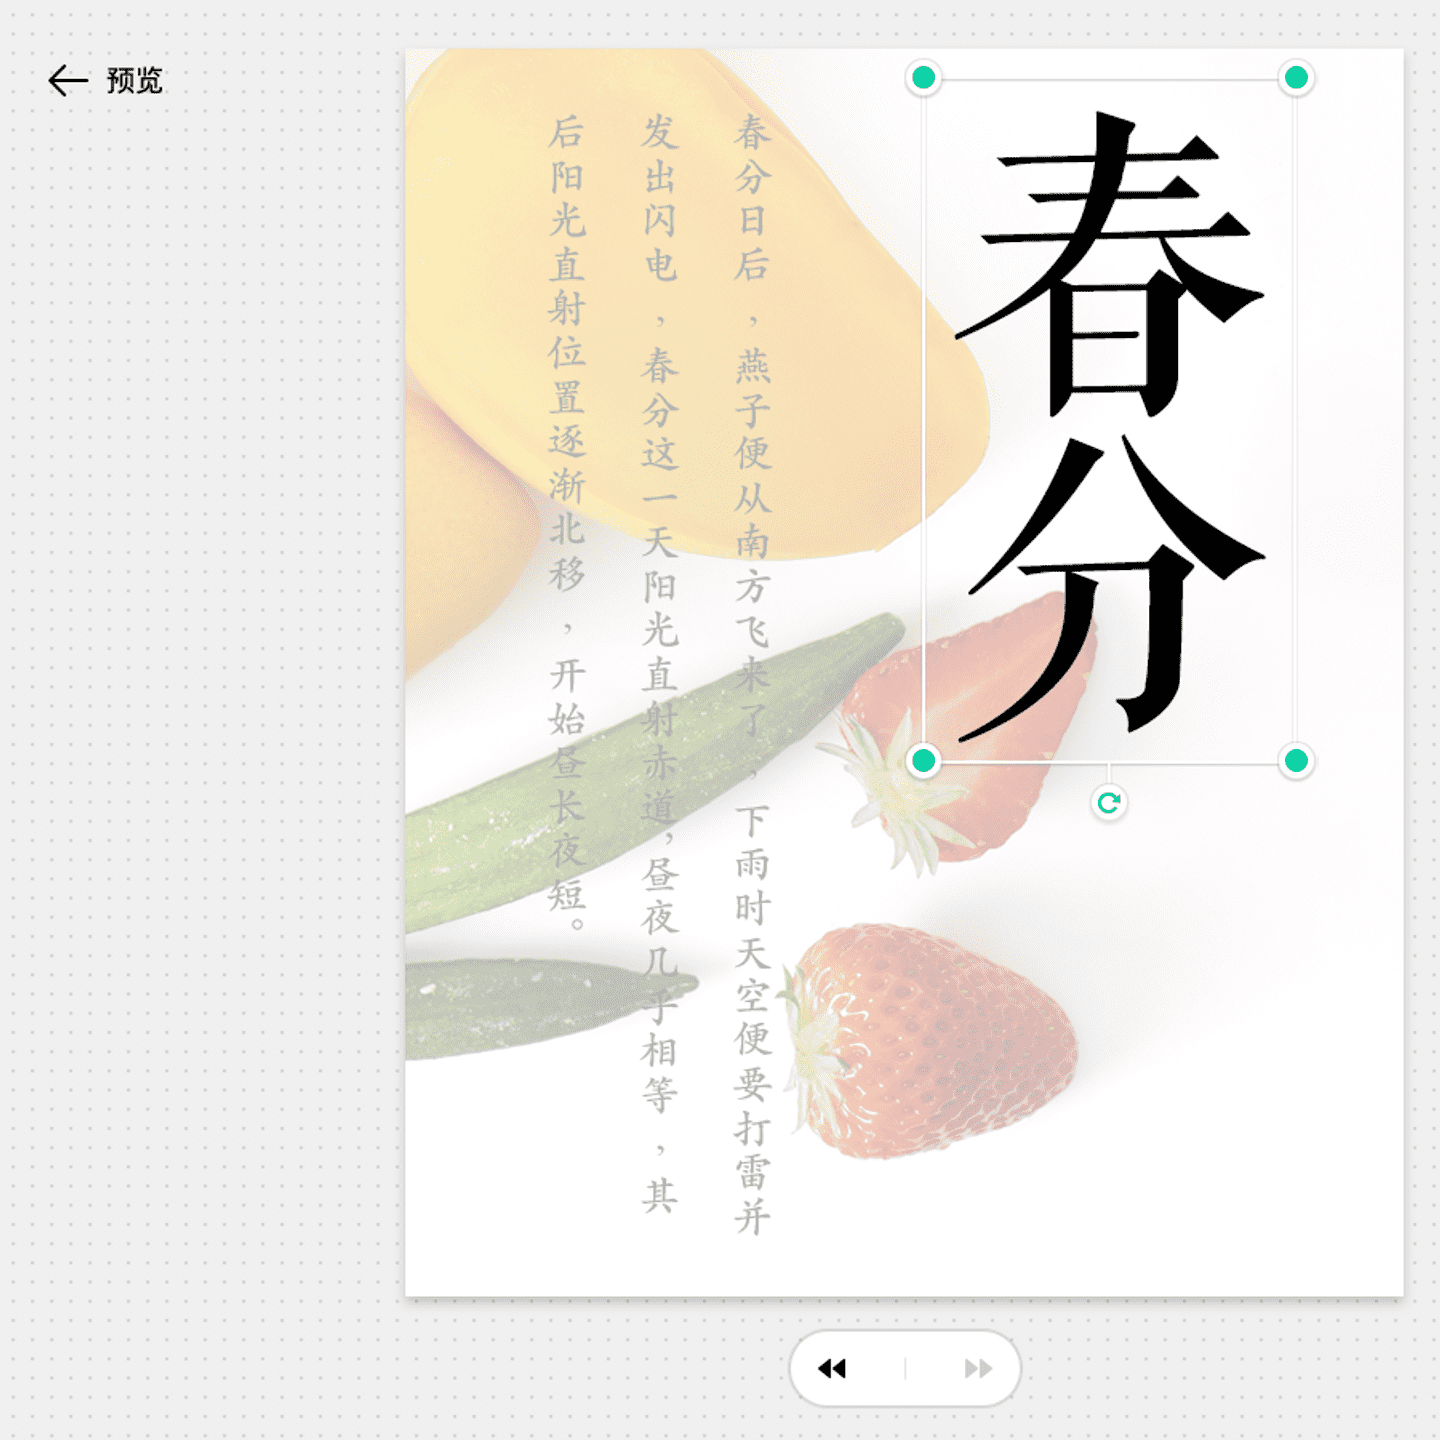 预览
春分
春分日后，燕子便从南方飞来了，下雨时天空便要打雷并
发出闪电，春分这一天阳光直射赤道，昼夜几乎相等，其
后阳光直射位置逐渐北移，开始昼长夜短。